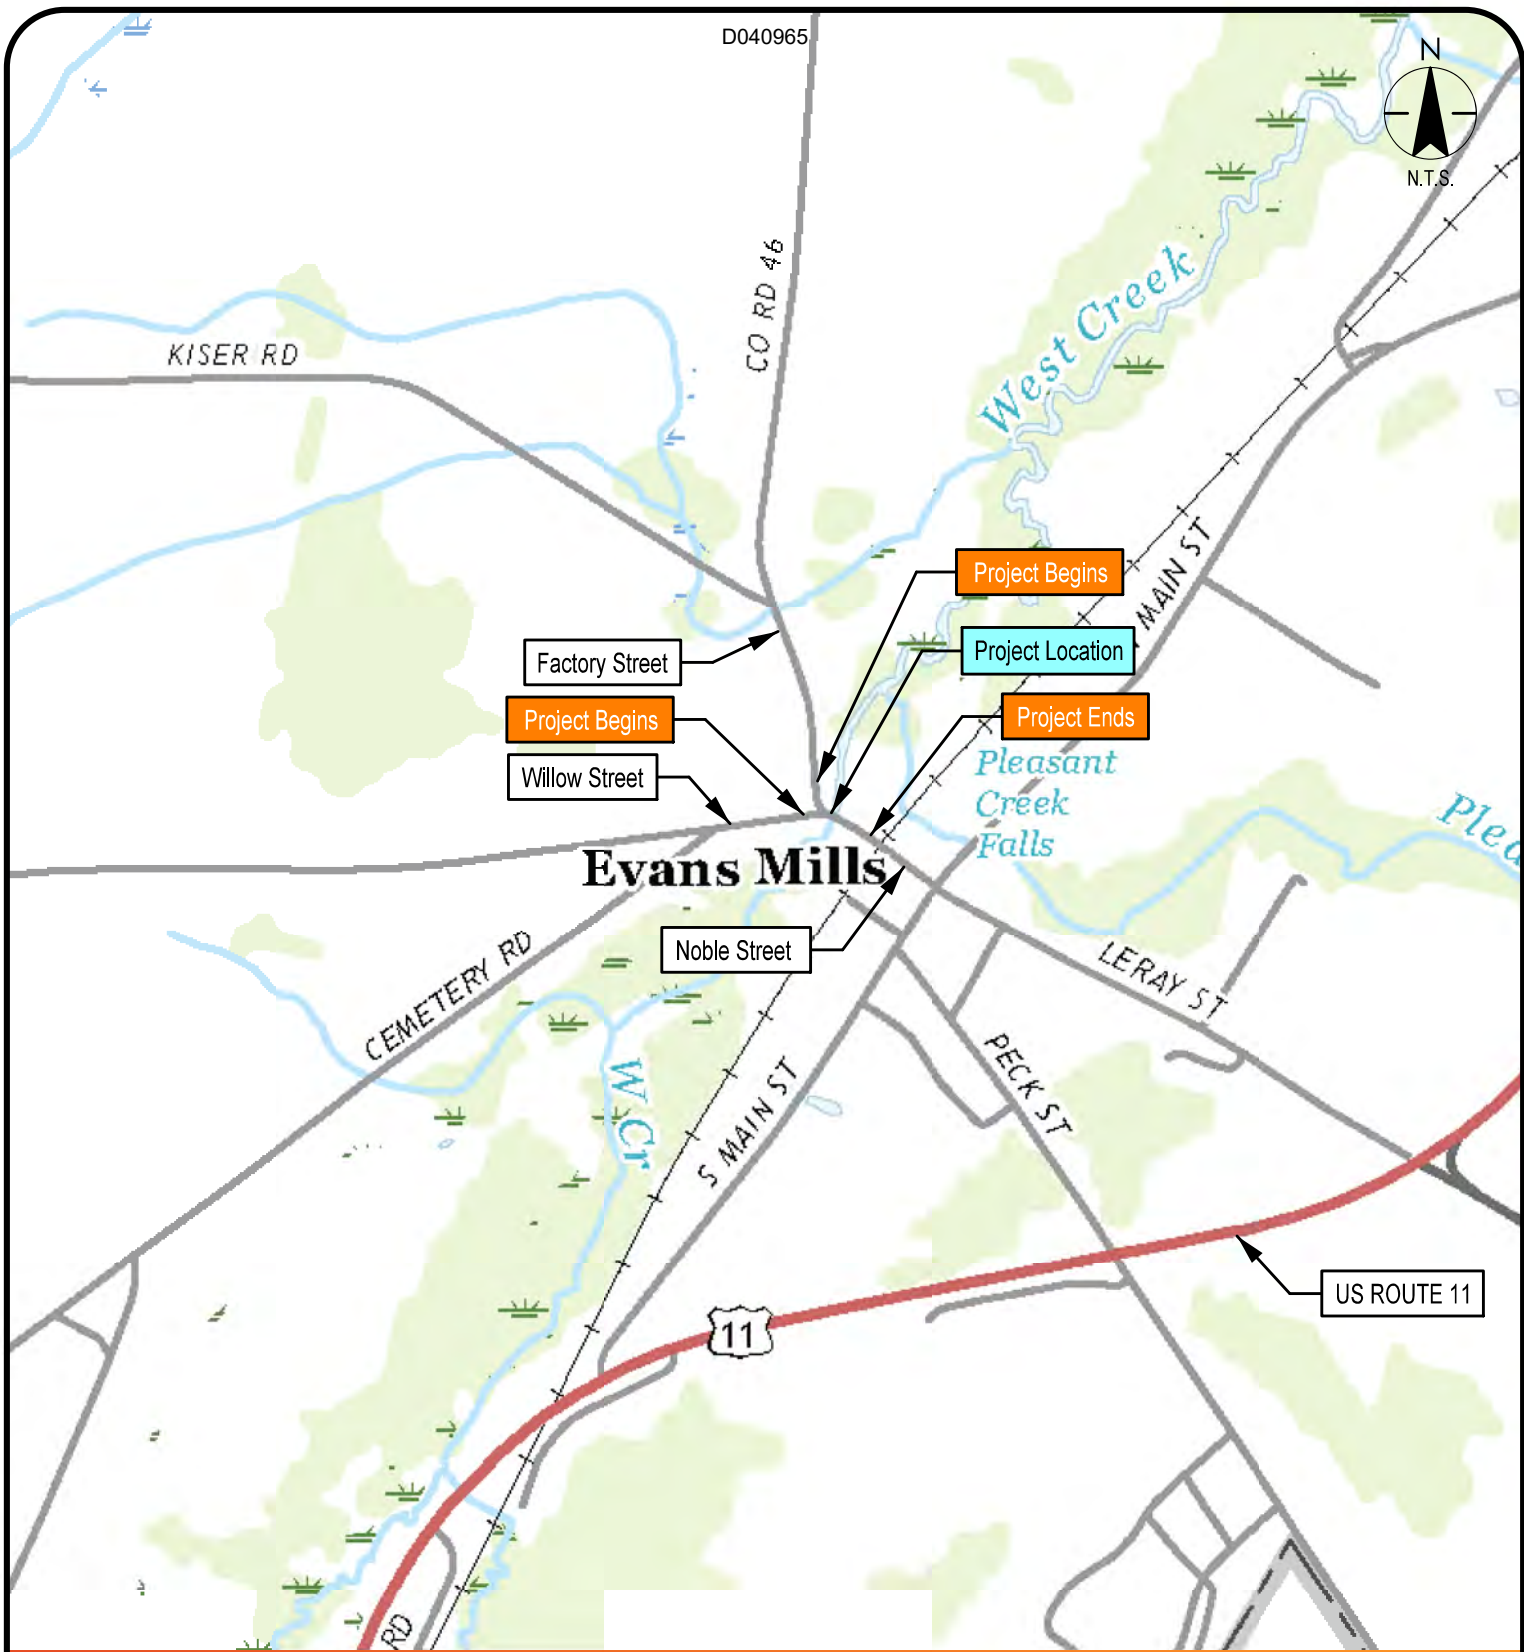 D040965
N
N.T.S.
CO RD 46
West Creek
KISER RD
MAIN ST
Project Begins
Factory Street
Project Location
Project Begins
Project Ends
Willow Street
Pleasant
Creek
Falls
Plea
Evans Mills
Noble Street
CEMETERY RD
LERAY ST
W Cr
S MAIN ST
PECK ST
US ROUTE 11
11
RD